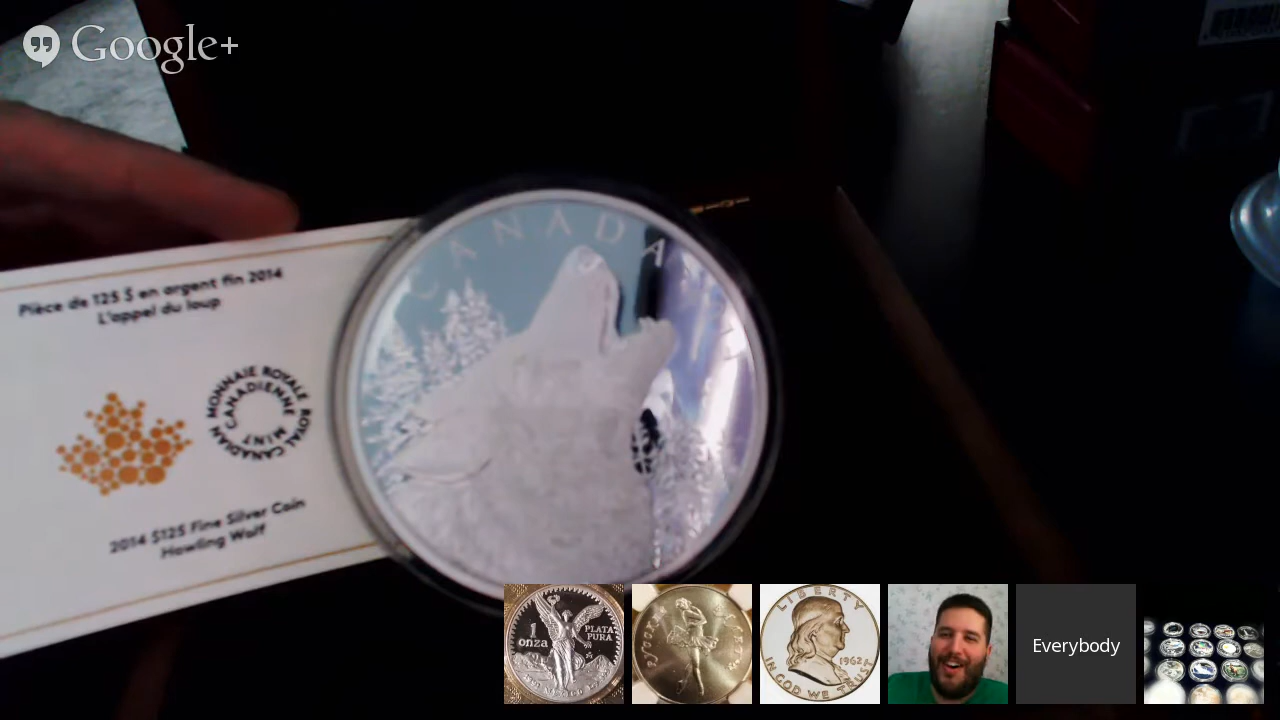 Google+
CANADA
Pièce de 125 $ en argent fin 2014
L'appel du loup
MONNAIE ROYALE CANADIENNE
ROYAL CANADIAN MINT
2014 $125 Fine Silver Coin
Howling Wolf
1
onza
PLATA
PURA
LIBERTY
1962
IN GOD WE TRUST
Everybody